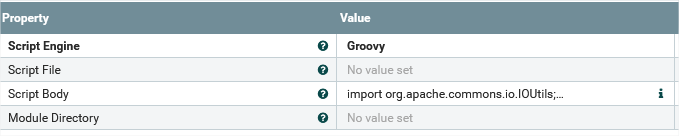 Property Value
Script Engine ? Groovy
Script File ? No value set
Script Body ? import org.apache.commons.io.IOUtils;... i
Module Directory ? No value set